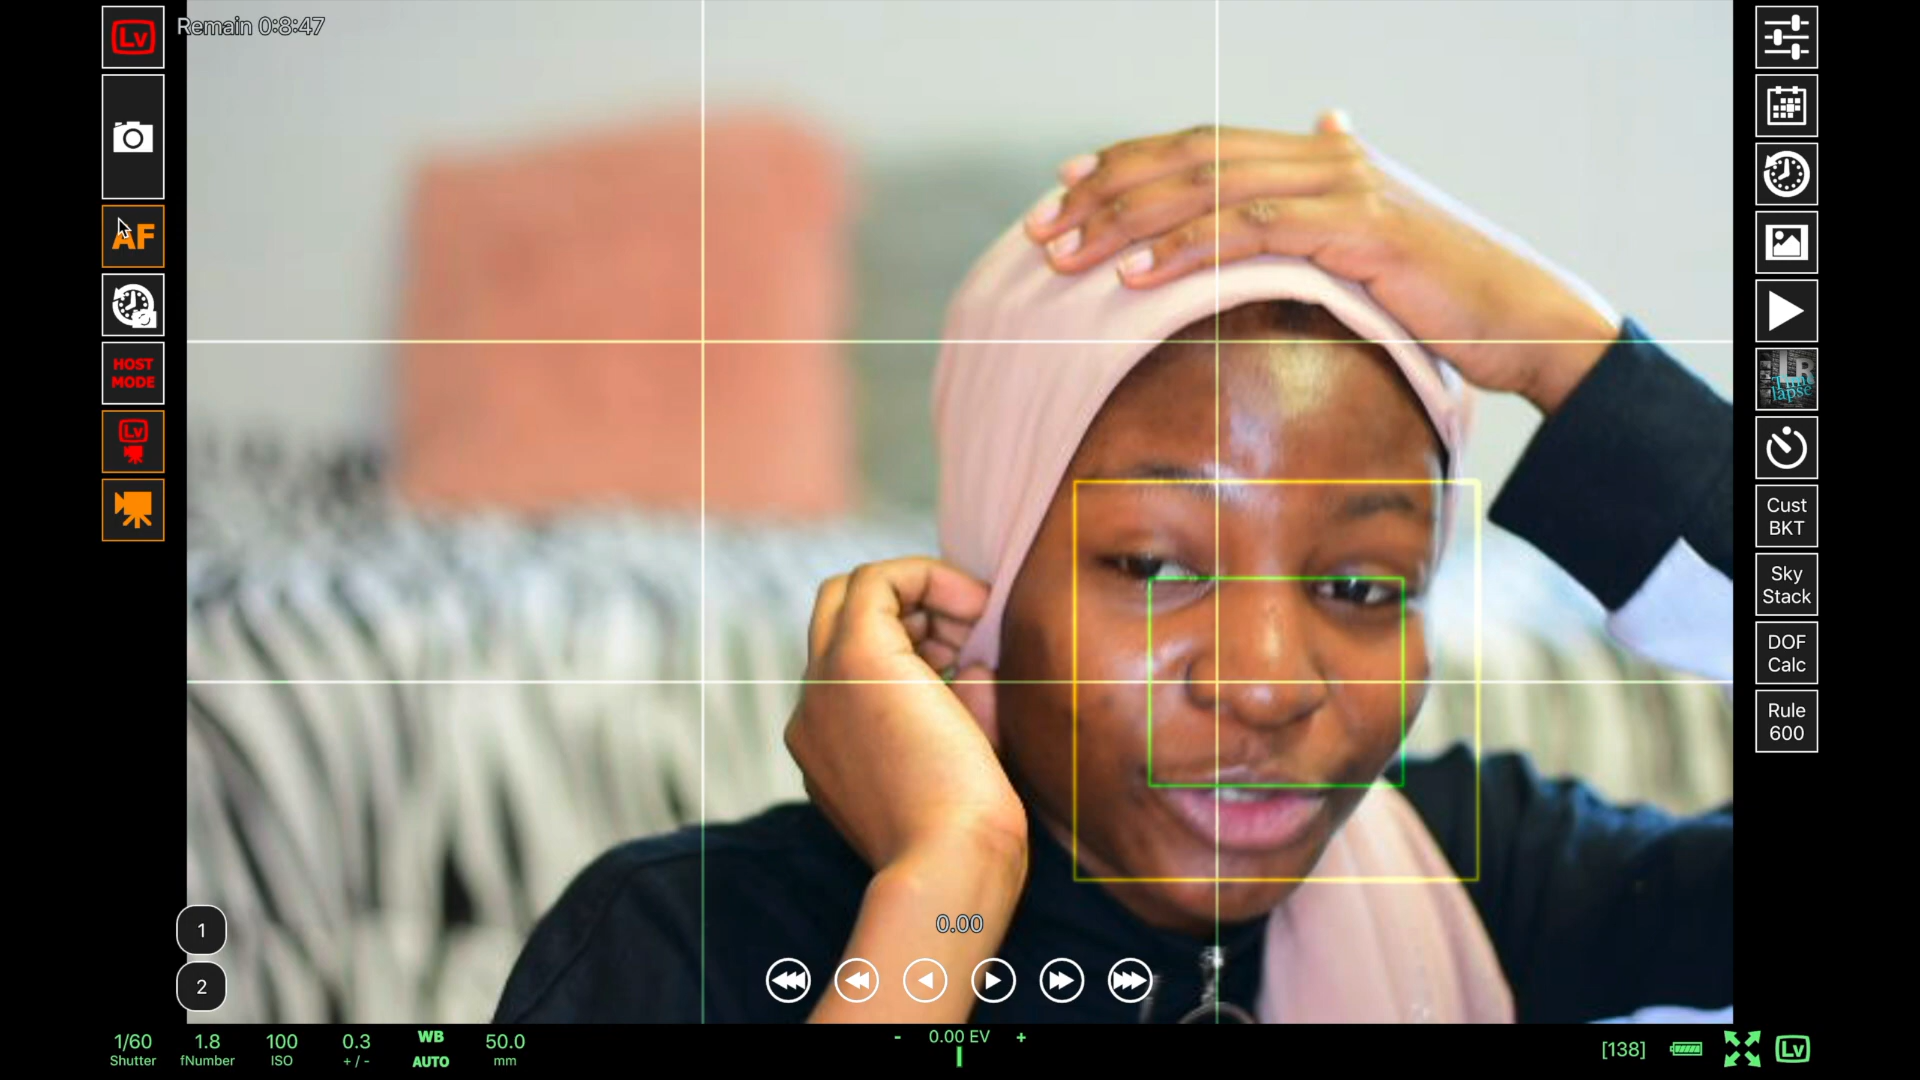 Lv
Remain 0:8:47
AF
HOST
MODE
Lv
LR
Time
lapse
Cust
BKT
Sky
Stack
DOF
Calc
Rule
600
1
2
0.00
1/60
Shutter
1.8
fNumber
100
ISO
0.3
+ / -
WB
AUTO
50.0
mm
- 0.00 EV +
[138]
Lv